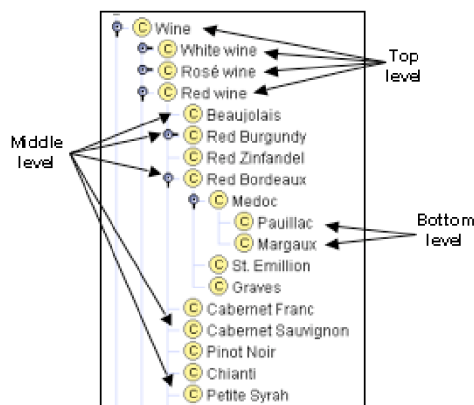 Wine
White wine
Rosé wine
Red wine
Top
level
Beaujolais
Red Burgundy
Red Zinfandel
Red Bordeaux
Middle
level
Medoc
Pauillac
Margaux
Bottom
level
St. Emillion
Graves
Cabernet Franc
Cabernet Sauvignon
Pinot Noir
Chianti
Petite Syrah